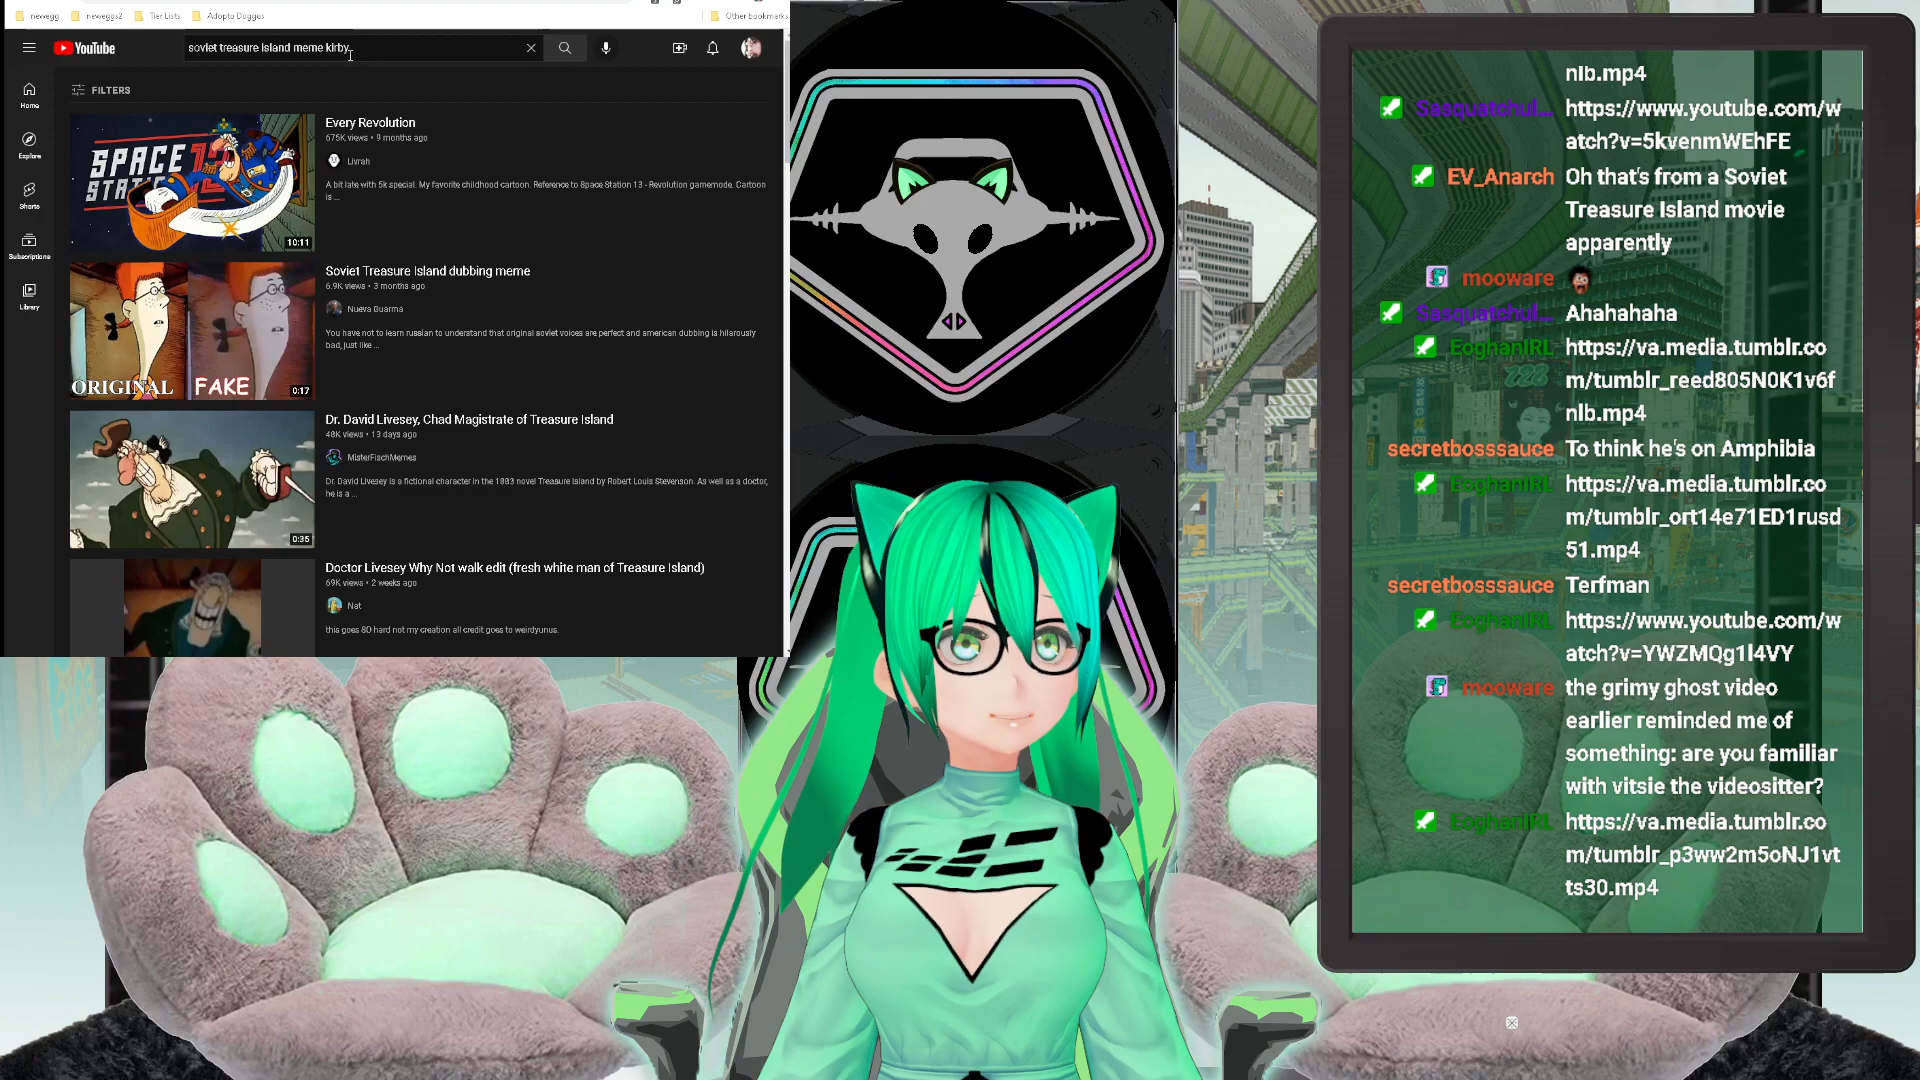 newegg
neweggs2
Tier Lists
Adopto Doggos
Other bookmarks
YouTube
soviet treasure island meme kirby
Home
Explore
Shorts
Subscriptions
Library
FILTERS
SPACE
STATION 13
10:11
Every Revolution
675K views • 9 months ago
Livrah
A bit late with 5k special. My favorite childhood cartoon. Reference to Space Station 13 - Revolution gamemode. Cartoon
is ...
ORIGINAL
FAKE
0:17
Soviet Treasure Island dubbing meme
6.9K views • 3 months ago
Nueva Guarma
You have not to learn russian to understand that original soviet voices are perfect and american dubbing is hilarously
bad, just like ...
0:35
Dr. David Livesey, Chad Magistrate of Treasure Island
48K views • 13 days ago
MisterFischMemes
Dr. David Livesey is a fictional character in the 1883 novel Treasure Island by Robert Louis Stevenson. As well as a doctor,
he is a ...
Doctor Livesey Why Not walk edit (fresh white man of Treasure Island)
69K views • 2 weeks ago
Nat
this goes SO hard not my creation all credit goes to weirdyunus.
nlb.mp4
Sasquatchul... https://www.youtube.com/w
atch?v=5kvenmWEhFE
EV_Anarch Oh that's from a Soviet
Treasure Island movie
apparently
mooware
Sasquatchul... Ahahahaha
EoghanIRL https://va.media.tumblr.co
m/tumblr_reed805N0K1v6f
nlb.mp4
secretbosssauce To think he's on Amphibia
EoghanIRL https://va.media.tumblr.co
m/tumblr_ort14e71ED1rusd
51.mp4
secretbosssauce Terfman
EoghanIRL https://www.youtube.com/w
atch?v=YWZMQg1l4VY
mooware the grimy ghost video
earlier reminded me of
something: are you familiar
with vitsie the videositter?
EoghanIRL https://va.media.tumblr.co
m/tumblr_p3ww2m5oNJ1vt
ts30.mp4